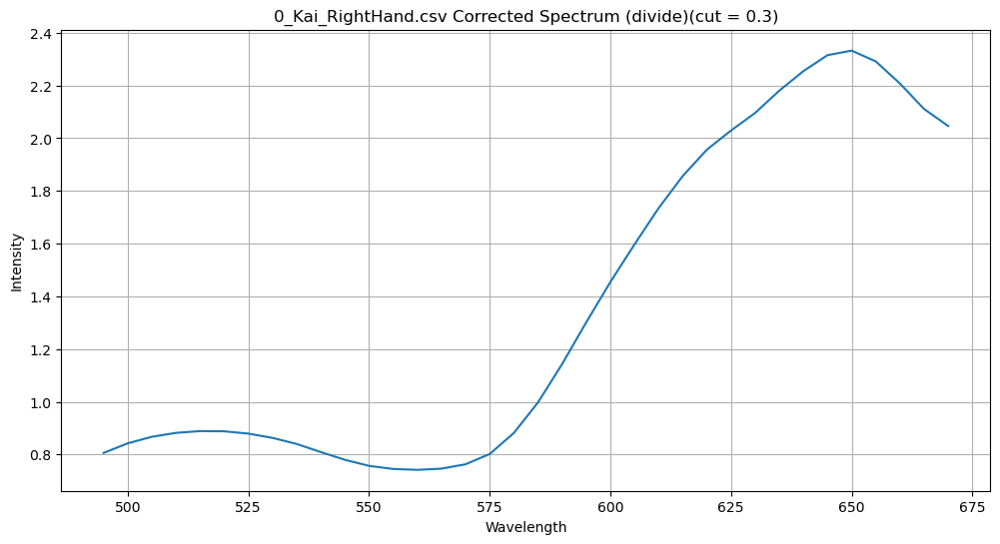 0_Kai_RightHand.csv Corrected Spectrum (divide)(cut = 0.3)
2.4
2.2
2.0
1.8
1.6
1.4
1.2
1.0
0.8
Intensity
500 525 550 575 600 625 650 675
Wavelength